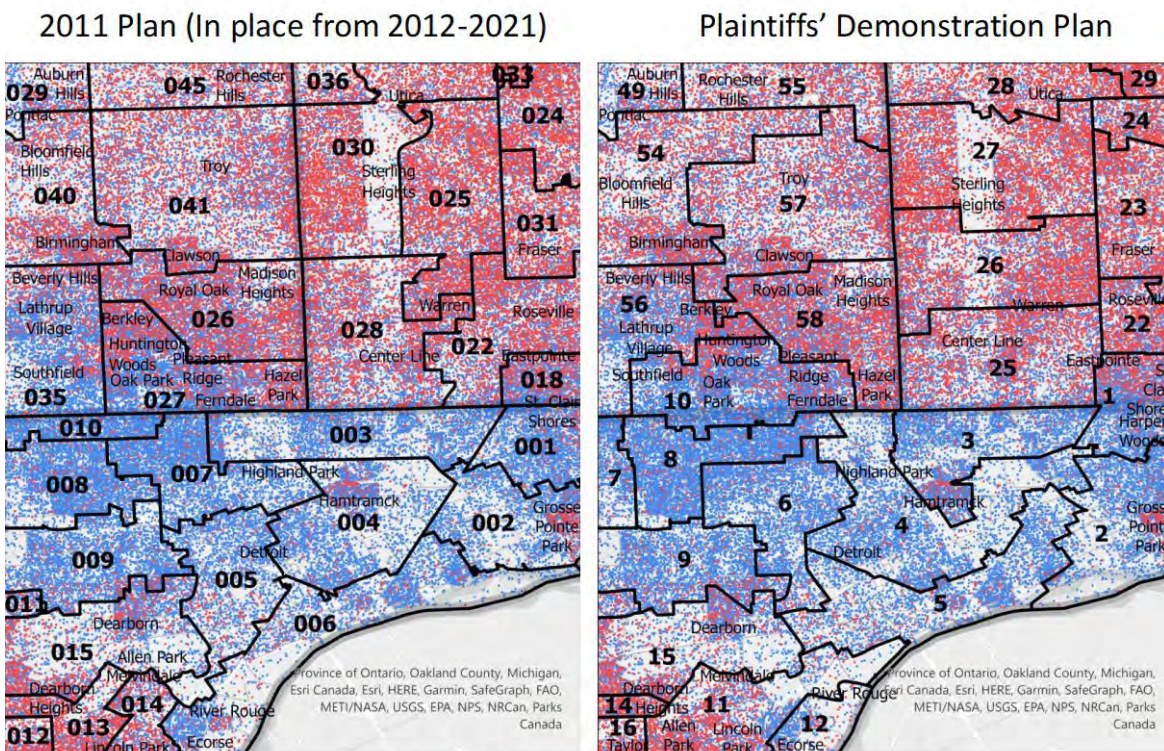 2011 Plan (In place from 2012-2021)
Auburn
Hills
029
045
Rochester
Hills
036
Utica
033
024
Pontiac
Bloomfield
Hills
040
Troy
041
030
Sterling
Heights
025
031
Fraser
Birmingham
Clawson
Beverly Hills
Royal Oak
Madison
Heights
Warren
Roseville
Lathrup
Village
Berkley
026
028
022
Huntington
Woods
Pleasant
Ridge
Center Line
Eastpointe
Southfield
Oak Park
Hazel
Park
018
035
027
Ferndale
St. Clair
Shores
010
003
001
007
Highland Park
008
Hamtramck
004
002
Grosse
Pointe
Park
009
Detroit
005
011
006
Dearborn
015
Allen Park
Melvindale
Dearborn
Heights
014
013
River Rouge
012
Lincoln Park
Ecorse
Province of Ontario, Oakland County, Michigan,
Esri Canada, Esri, HERE, Garmin, SafeGraph, FAO,
METI/NASA, USGS, EPA, NPS, NRCan, Parks
Canada
Plaintiffs’ Demonstration Plan
Auburn
Hills
49
Rochester
Hills
55
28
Utica
29
24
Pontiac
54
Bloomfield
Hills
Troy
57
27
Sterling
Heights
23
Fraser
Birmingham
Clawson
26
Beverly Hills
Royal Oak
Madison
Heights
Warren
Roseville
56
Berkley
58
22
Lathrup
Village
Huntington
Woods
Pleasant
Ridge
Center Line
25
Eastpointe
Southfield
Oak
Park
Hazel
Park
10
Ferndale
1
Shores
Harper
Woods
3
7
8
Highland Park
6
Hamtramck
4
2
Grosse
Pointe
Park
9
Detroit
5
Dearborn
15
Melvindale
River Rouge
Dearborn
Heights
14
11
16
Allen
Park
Lincoln
Park
12
Taylor
Ecorse
Province of Ontario, Oakland County, Michigan,
Esri Canada, Esri, HERE, Garmin, SafeGraph, FAO,
METI/NASA, USGS, EPA, NPS, NRCan, Parks
Canada